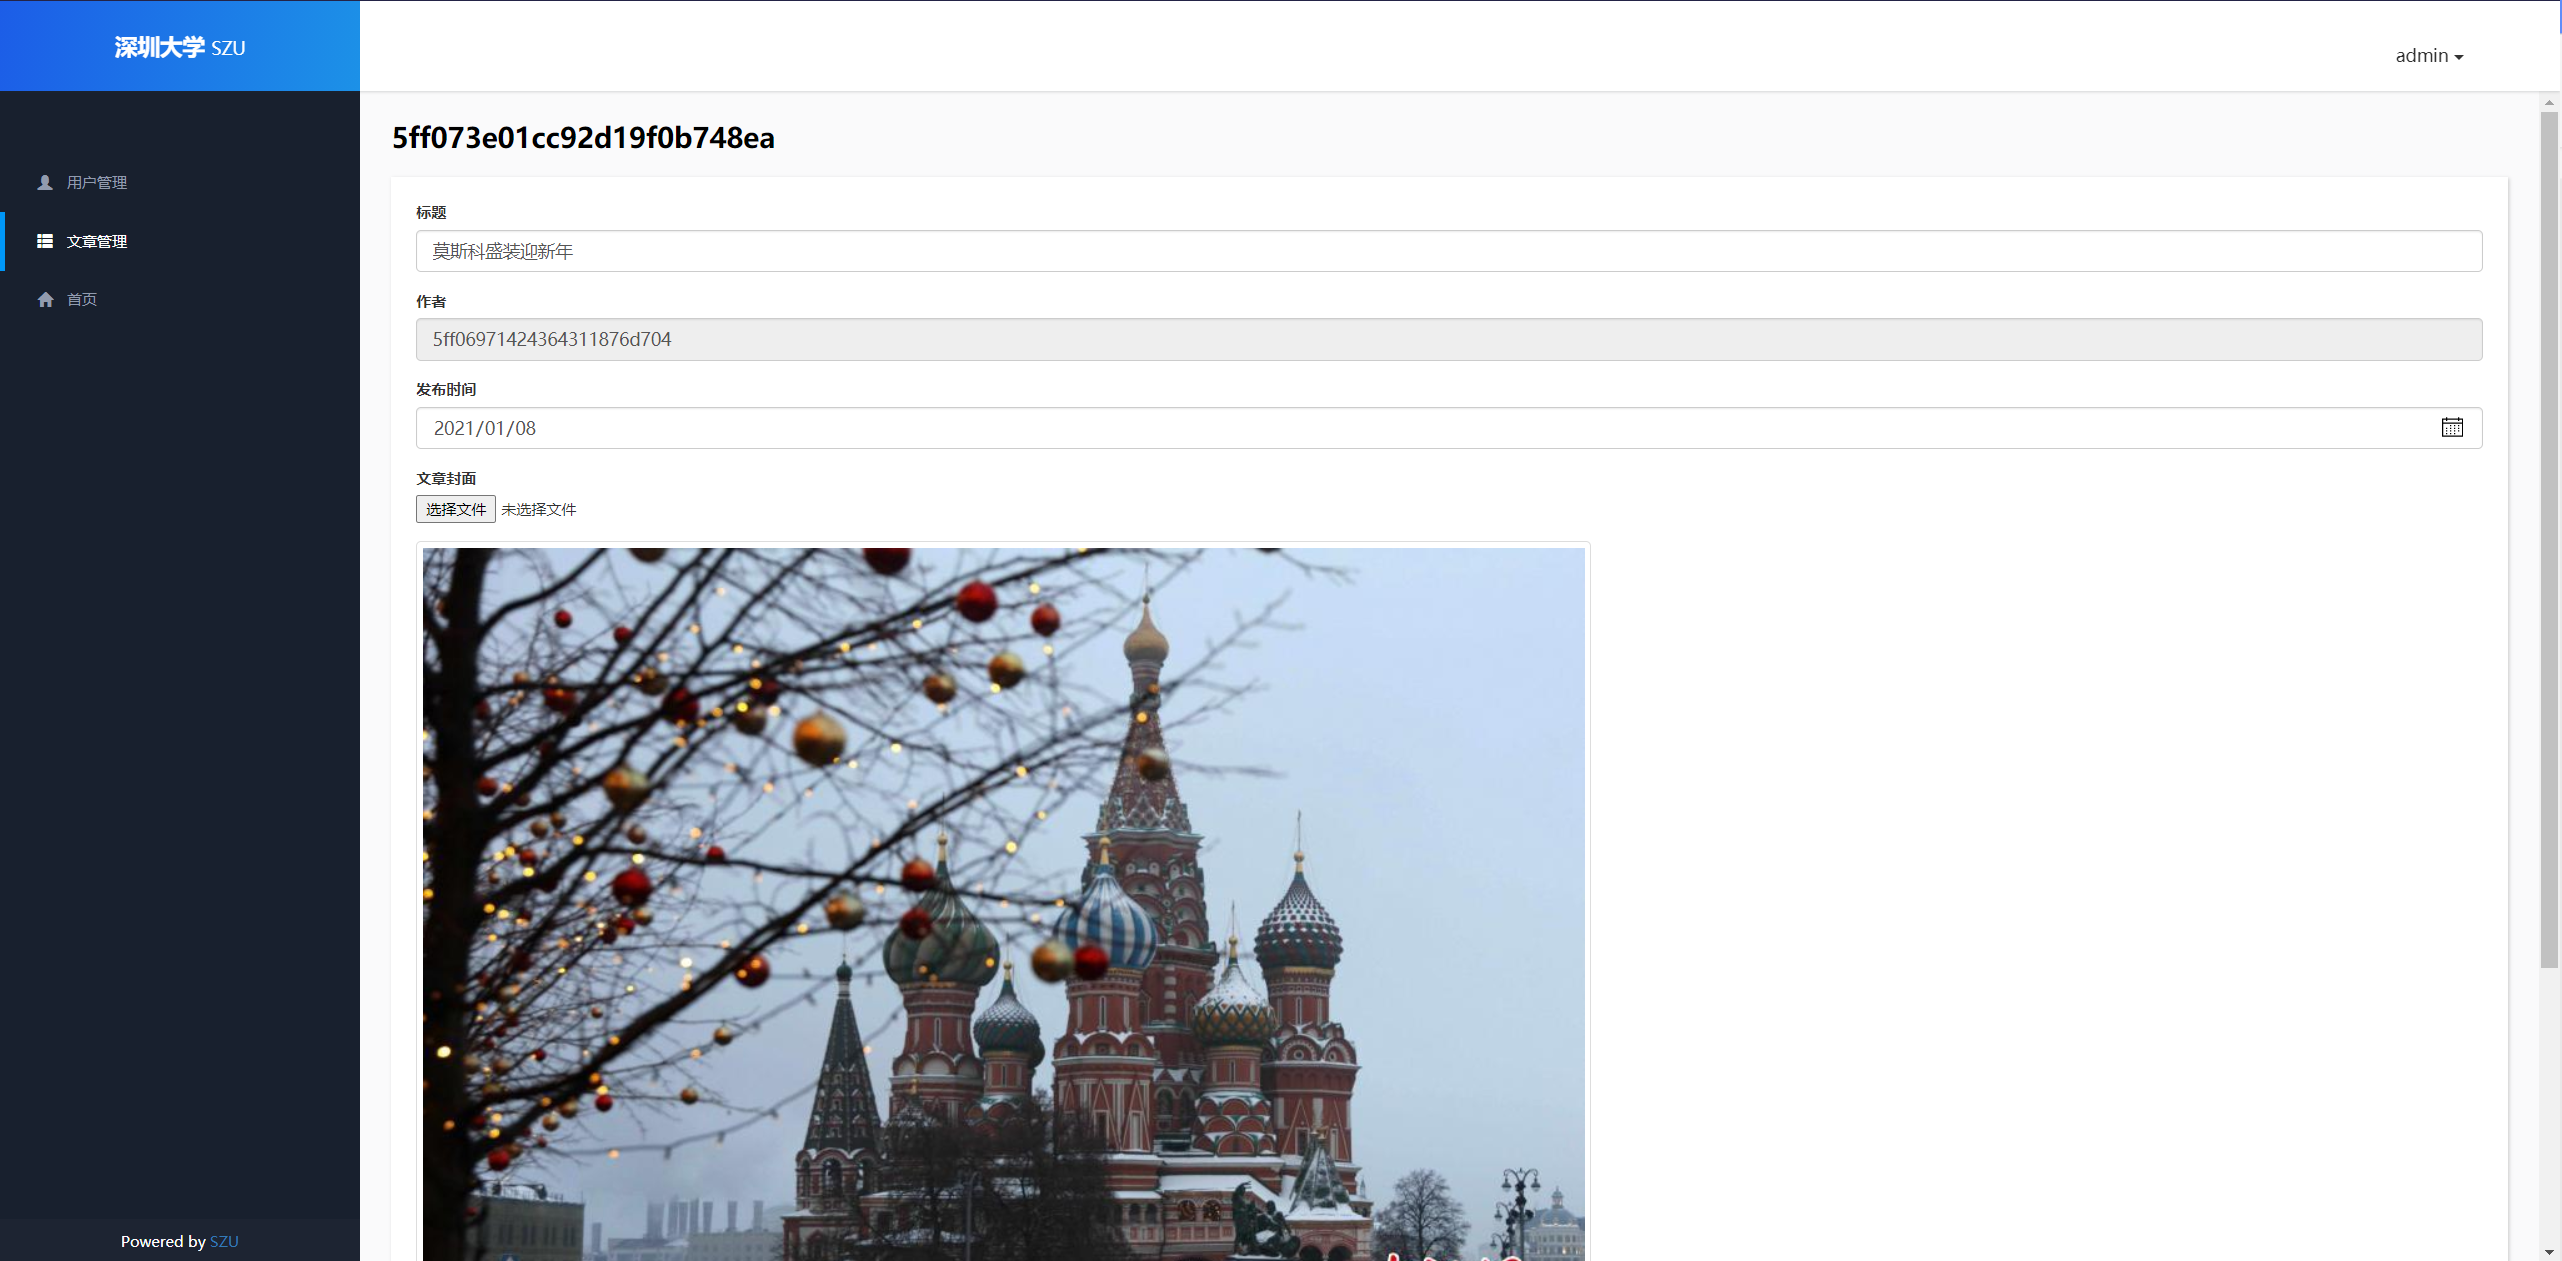 深圳大学 SZU
admin
用户管理
文章管理
首页
Powered by SZU
5ff073e01cc92d19f0b748ea
标题
莫斯科盛装迎新年
作者
5ff06971424364311876d704
发布时间
2021/01/08
文章封面
选择文件 未选择文件